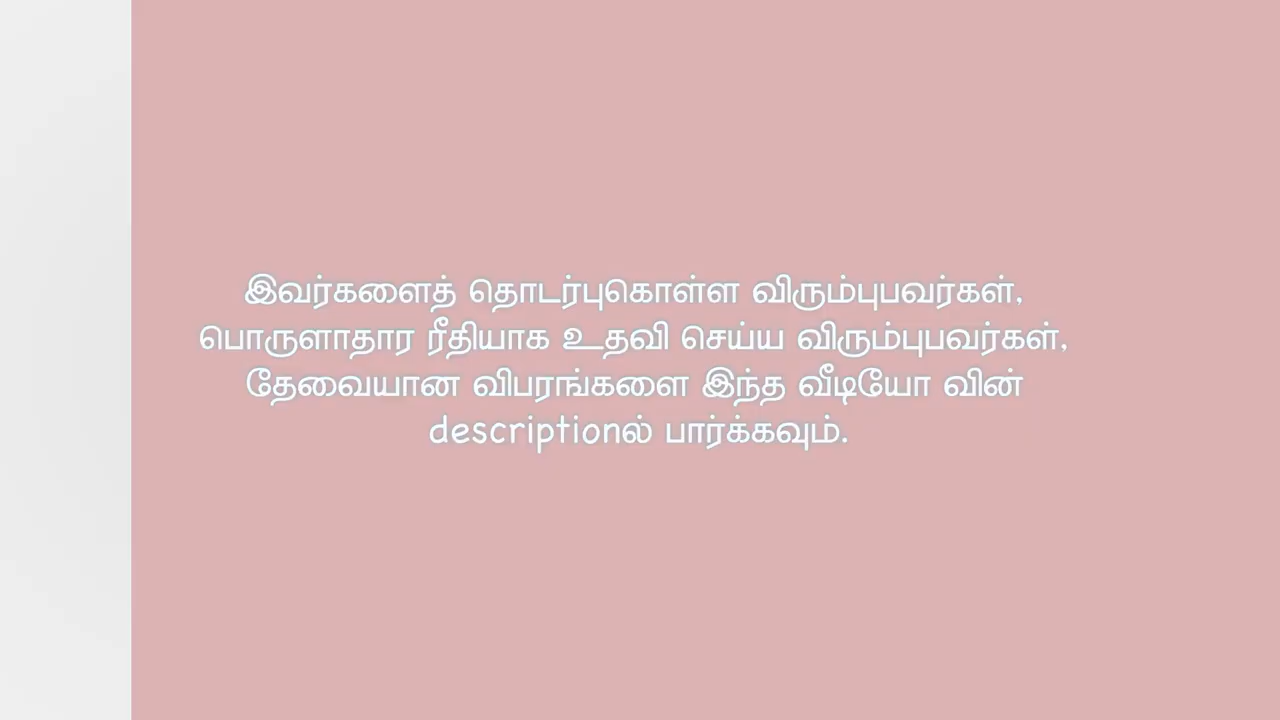 இவர்களைத் தொடர்புகொள்ள விரும்புபவர்கள்,
பொருளாதார ரீதியாக உதவி செய்ய விரும்புபவர்கள்,
தேவையான விபரங்களை இந்த வீடியோ வின்
descriptionல் பார்க்கவும்.